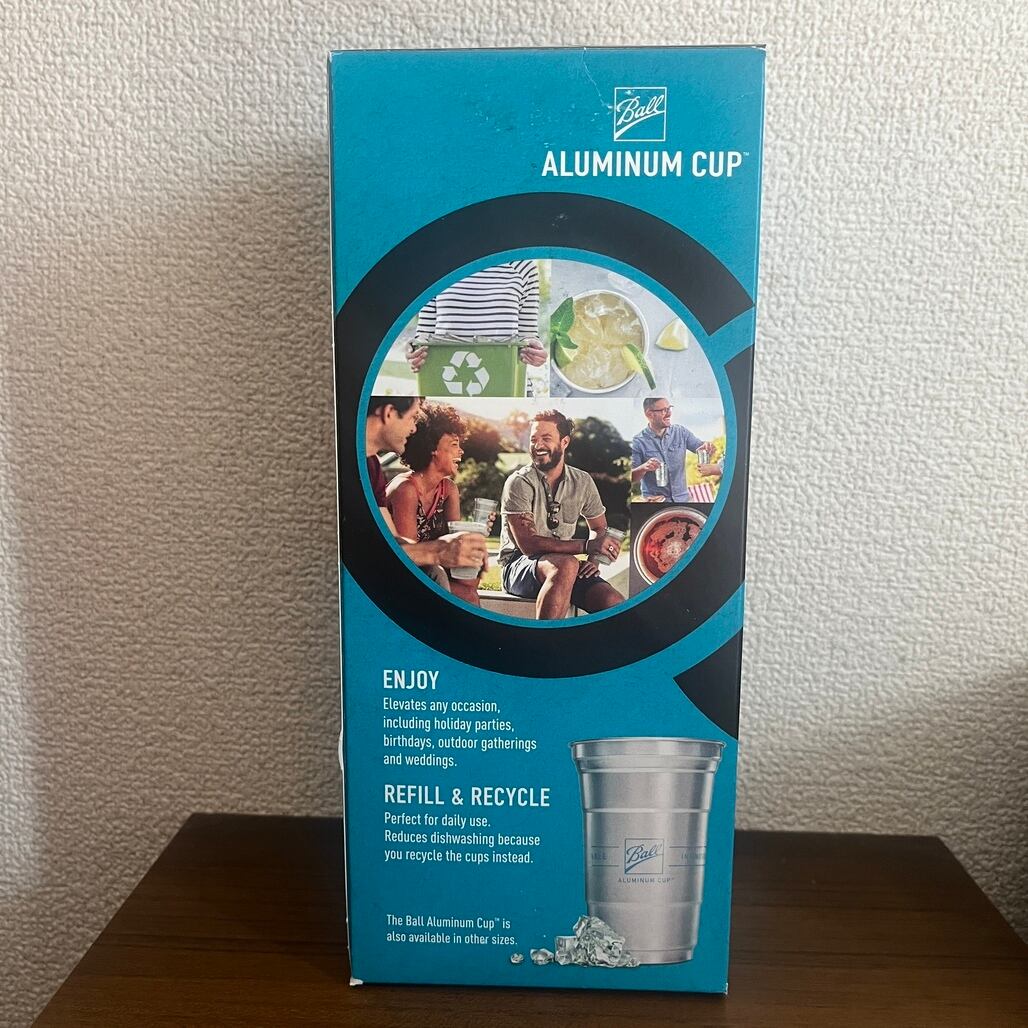 Ball
ALUMINUM CUP™
ENJOY
Elevates any occasion,
including holiday parties,
birthdays, outdoor gatherings
and weddings.
REFILL & RECYCLE
Perfect for daily use.
Reduces dishwashing because
you recycle the cups instead.
Ball
ALUMINUM CUP™
The Ball Aluminum Cup™ is
also available in other sizes.